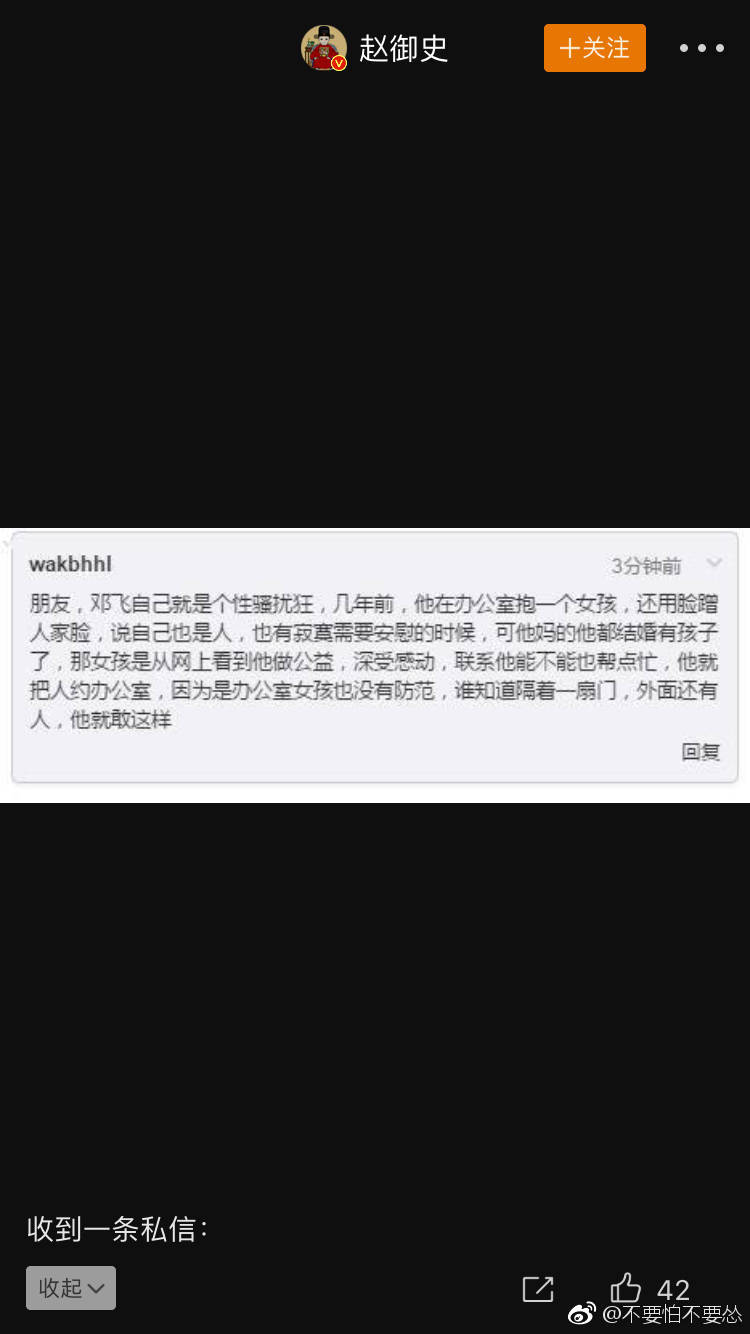 赵御史
十关注
wakbhhl
3分钟前
朋友，邓飞自己就是个性骚扰狂，几年前，他在办公室抱一个女孩，还用脸蹭
人家脸，说自己也是人，也有寂寞需要安慰的时候，可他妈的他都结婚有孩子
了，那女孩是从网上看到他做公益，深受感动，联系他能不能也帮点忙，他就
把人约办公室，因为是办公室女孩也没有防范，谁知道隔着一扇门，外面还有
人，他就敢这样
回复
收到一条私信：
收起
42
@不要怕不要怂